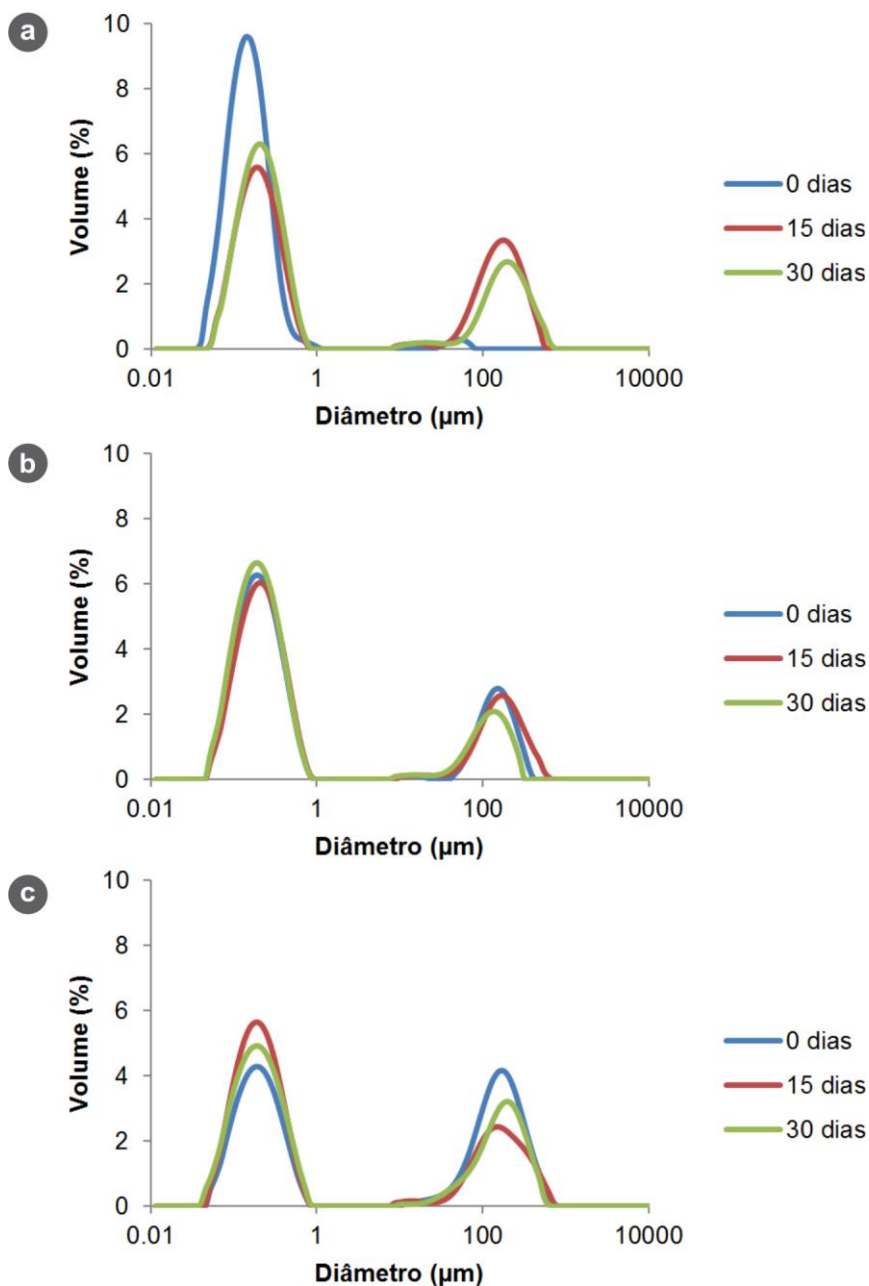 a
Volume (%)
10
8
6
4
2
0
0.01 1 100 10000
Diâmetro (µm)
0 dias
15 dias
30 dias
b
Volume (%)
10
8
6
4
2
0
0.01 1 100 10000
Diâmetro (µm)
0 dias
15 dias
30 dias
c
Volume (%)
10
8
6
4
2
0
0.01 1 100 10000
Diâmetro (µm)
0 dias
15 dias
30 dias